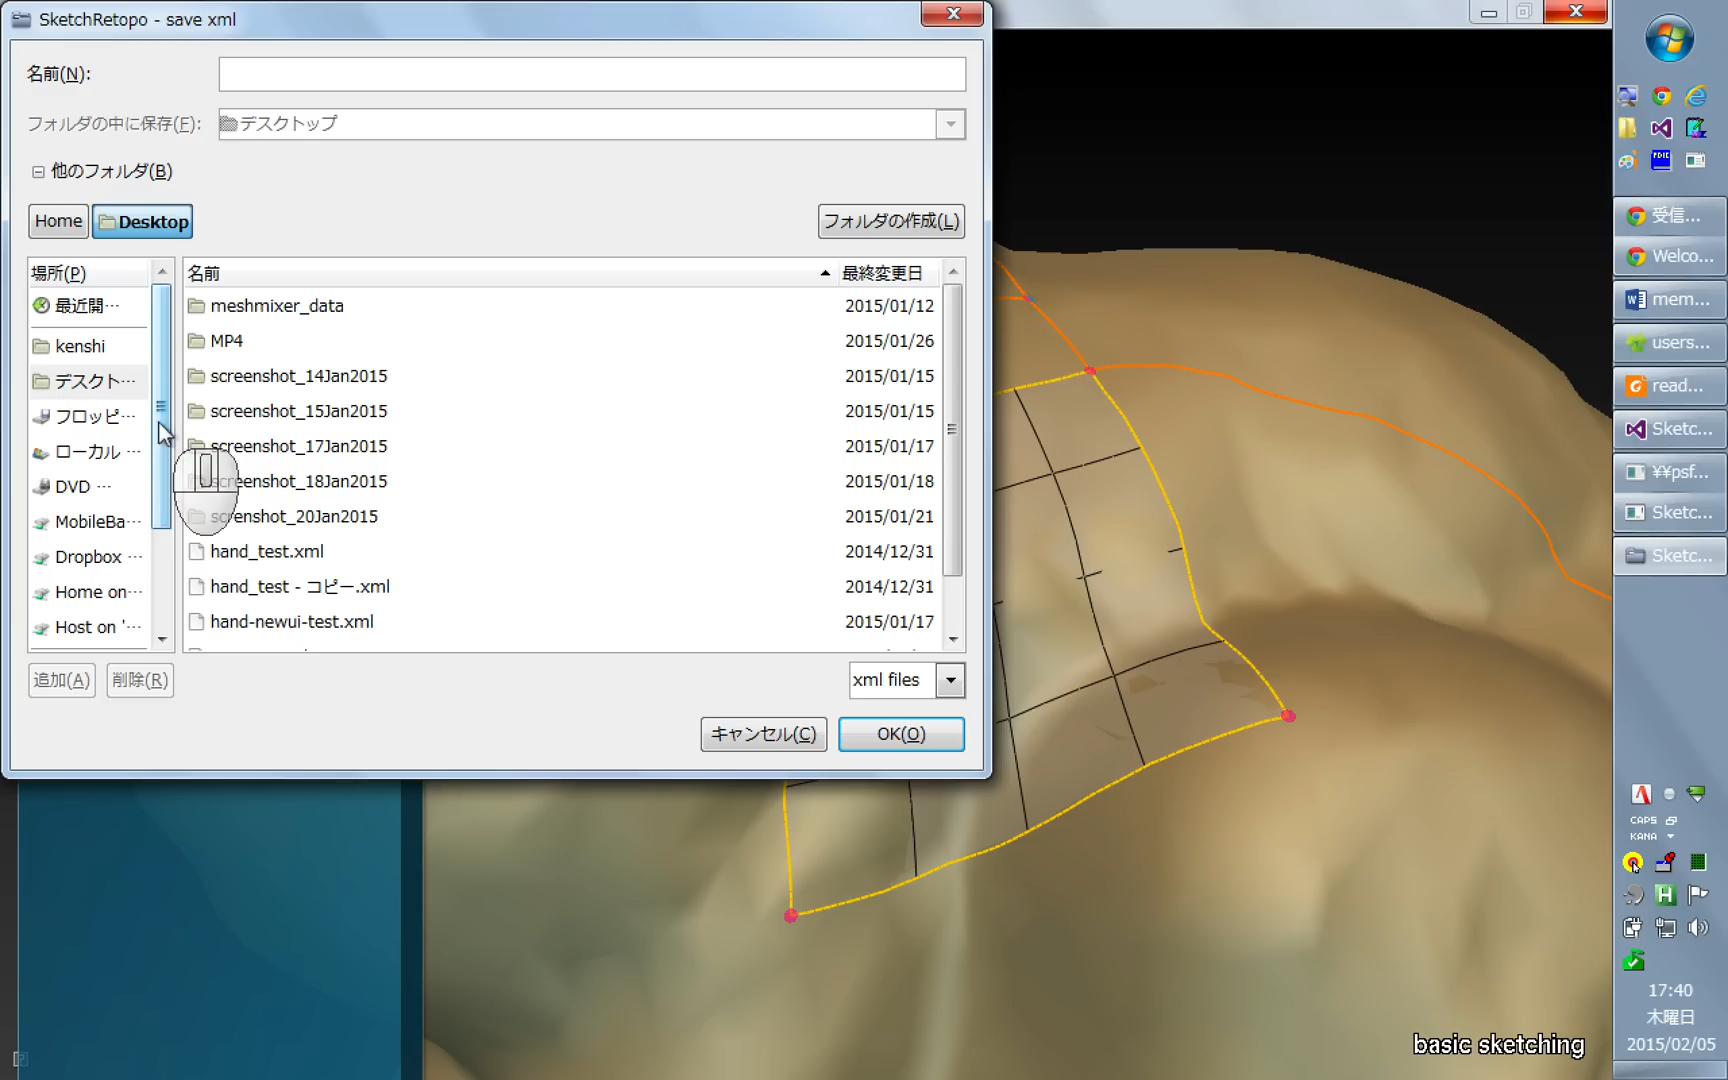 SketchRetopo - save xml
名前(N):
フォルダの中に保存(F):
デスクトップ
他のフォルダ(B)
Home
Desktop
フォルダの作成(L)
場所(P)
最近開…
kenshi
デスクト…
フロッピ…
ローカル …
DVD …
MobileBa…
Dropbox …
Home on…
Host on '…
名前
最終変更日
meshmixer_data 2015/01/12
MP4 2015/01/26
screenshot_14Jan2015 2015/01/15
screenshot_15Jan2015 2015/01/15
screenshot_17Jan2015 2015/01/17
screenshot_18Jan2015 2015/01/18
screnshot_20Jan2015 2015/01/21
hand_test.xml 2014/12/31
hand_test - コピー.xml 2014/12/31
hand-newui-test.xml 2015/01/17
追加(A)
削除(R)
xml files
キャンセル(C)
OK(O)
PDIC
受信...
Welco...
mem...
users...
read...
Sketc...
¥¥psf...
Sketc...
Sketc...
CAPS
KANA
17:40
木曜日
2015/02/05
basic sketching